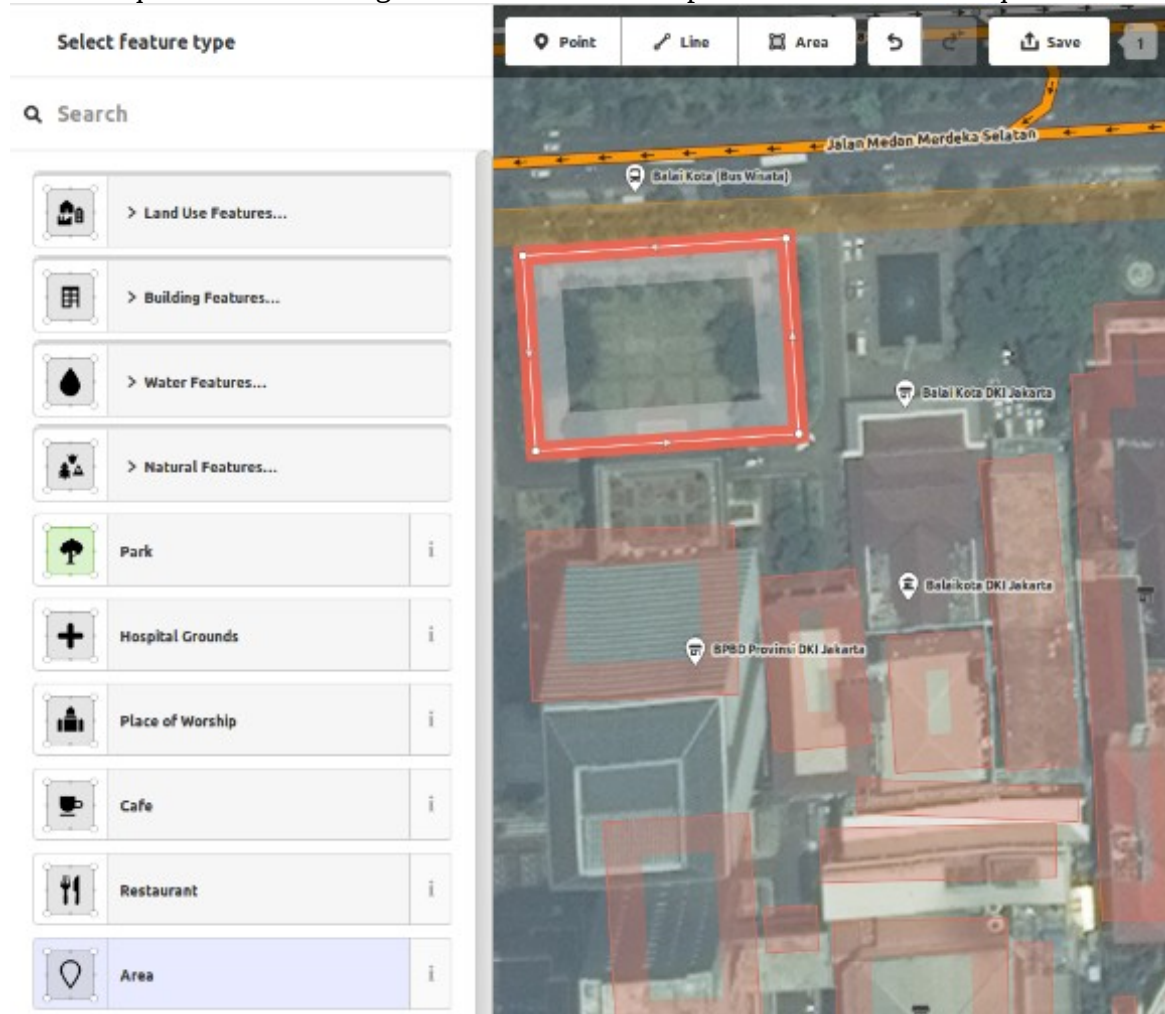 Select feature type
Point
Line
Area
Save
1
Search
> Land Use Features...
> Building Features...
> Water Features...
> Natural Features...
Park
Hospital Grounds
Place of Worship
Cafe
Restaurant
Area
Jalan Medan Merdeka Selatan
Balai Kota (Bus Wisata)
Balai Kota DKI Jakarta
Balaikota DKI Jakarta
BPBD Provinsi DKI Jakarta